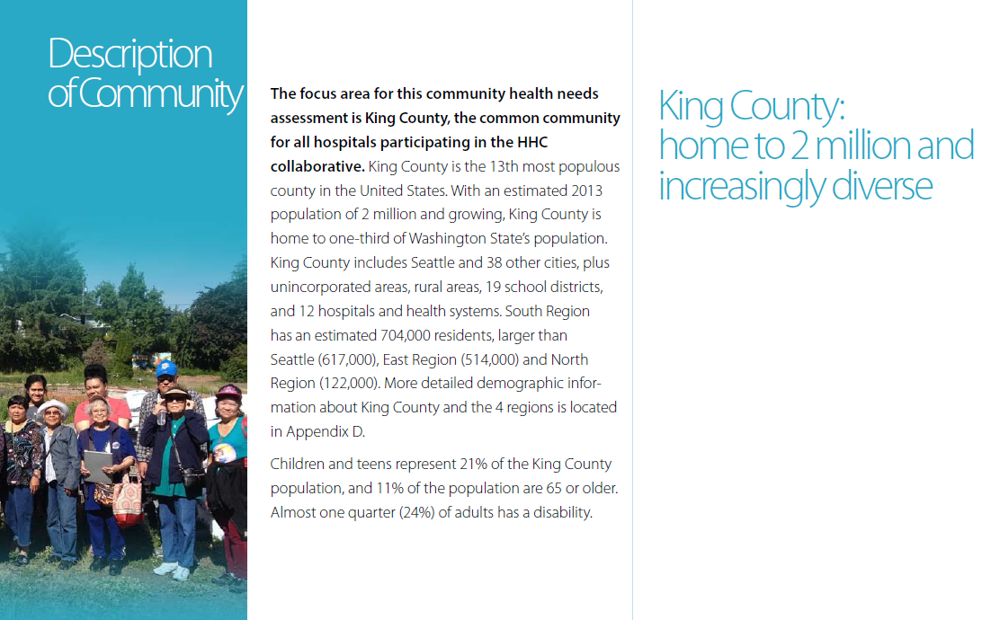 Description
of Community
The focus area for this community health needs
assessment is King County, the common community
for all hospitals participating in the HHC
collaborative. King County is the 13th most populous
county in the United States. With an estimated 2013
population of 2 million and growing, King County is
home to one-third of Washington State’s population.
King County includes Seattle and 38 other cities, plus
unincorporated areas, rural areas, 19 school districts,
and 12 hospitals and health systems. South Region
has an estimated 704,000 residents, larger than
Seattle (617,000), East Region (514,000) and North
Region (122,000). More detailed demographic infor-
mation about King County and the 4 regions is located
in Appendix D.
Children and teens represent 21% of the King County
population, and 11% of the population are 65 or older.
Almost one quarter (24%) of adults has a disability.
King County:
home to 2 million and
increasingly diverse